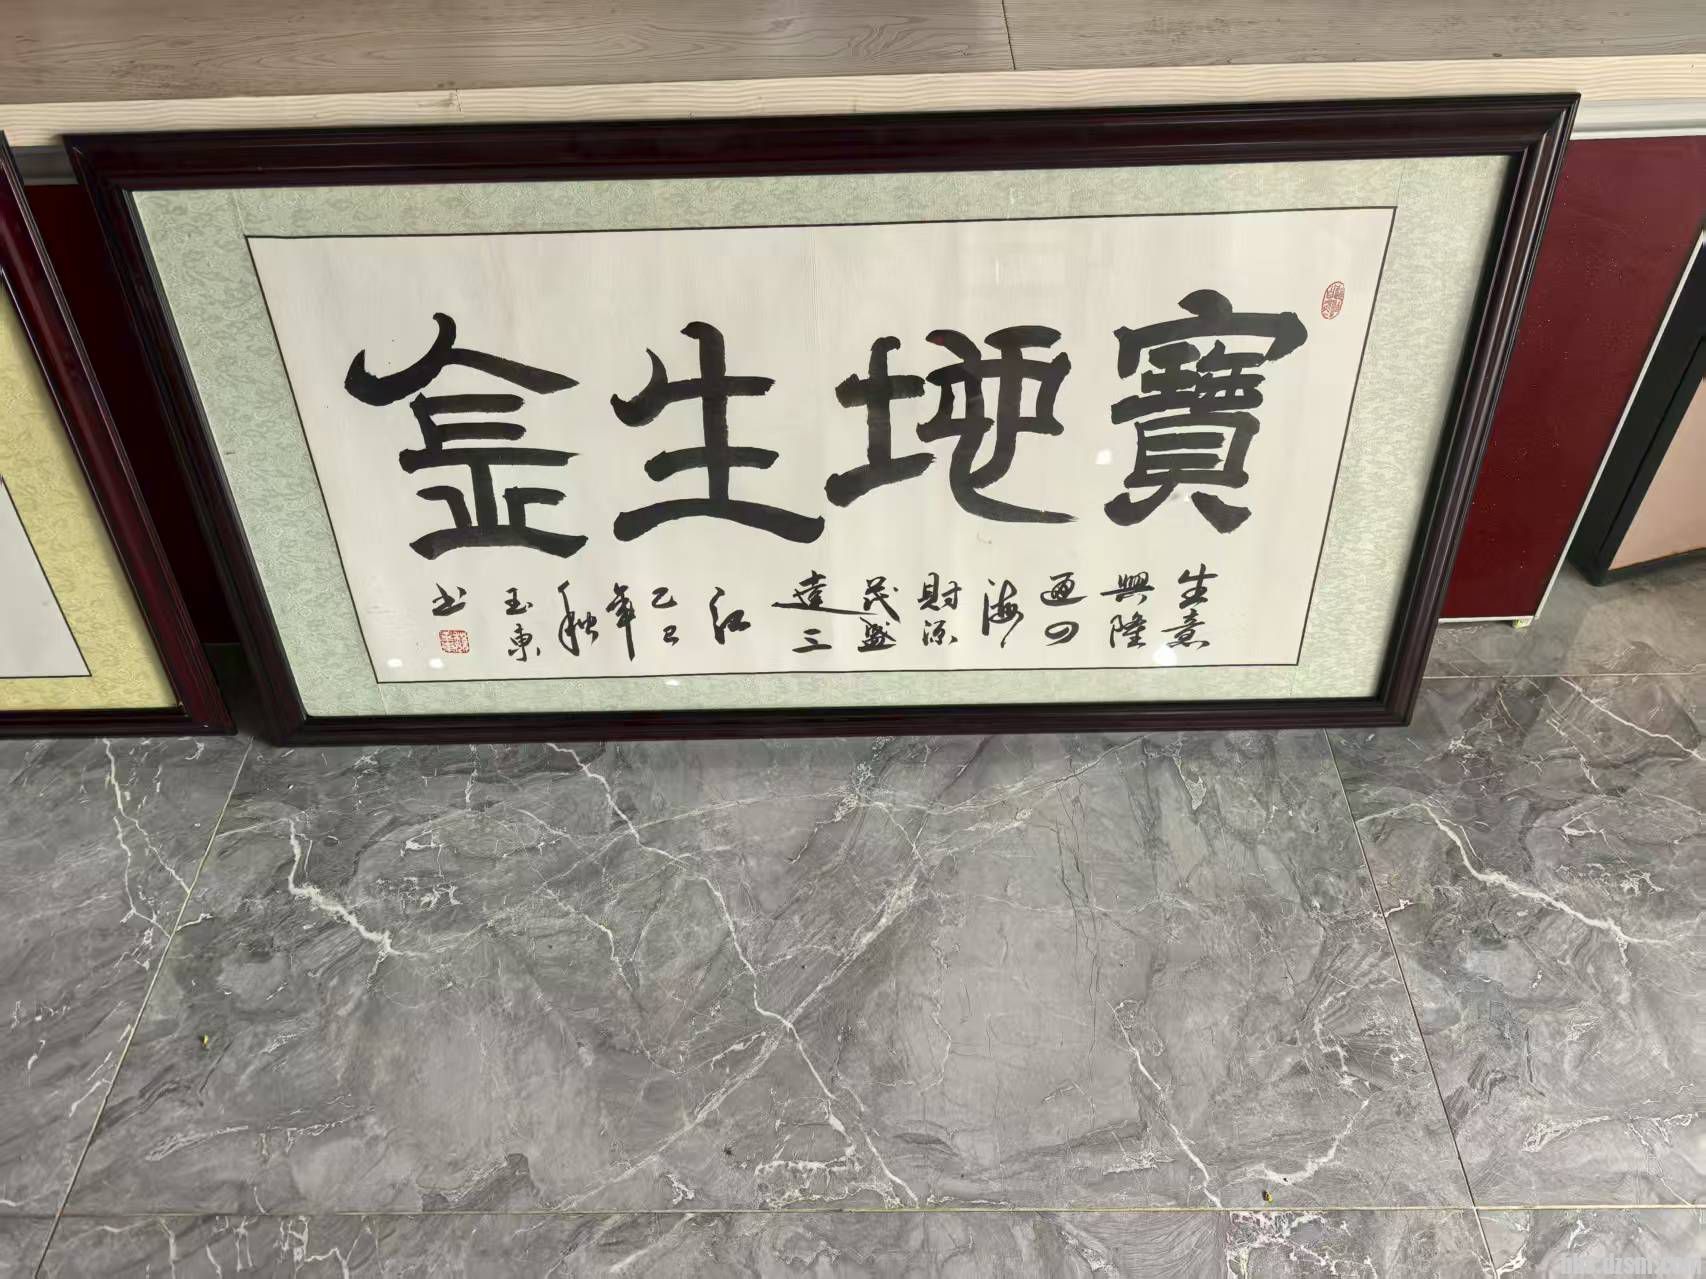 寶地生金
生意
興隆
通四
海
財源
茂盛
達三
江
乙巳
年
秋
玉東
书